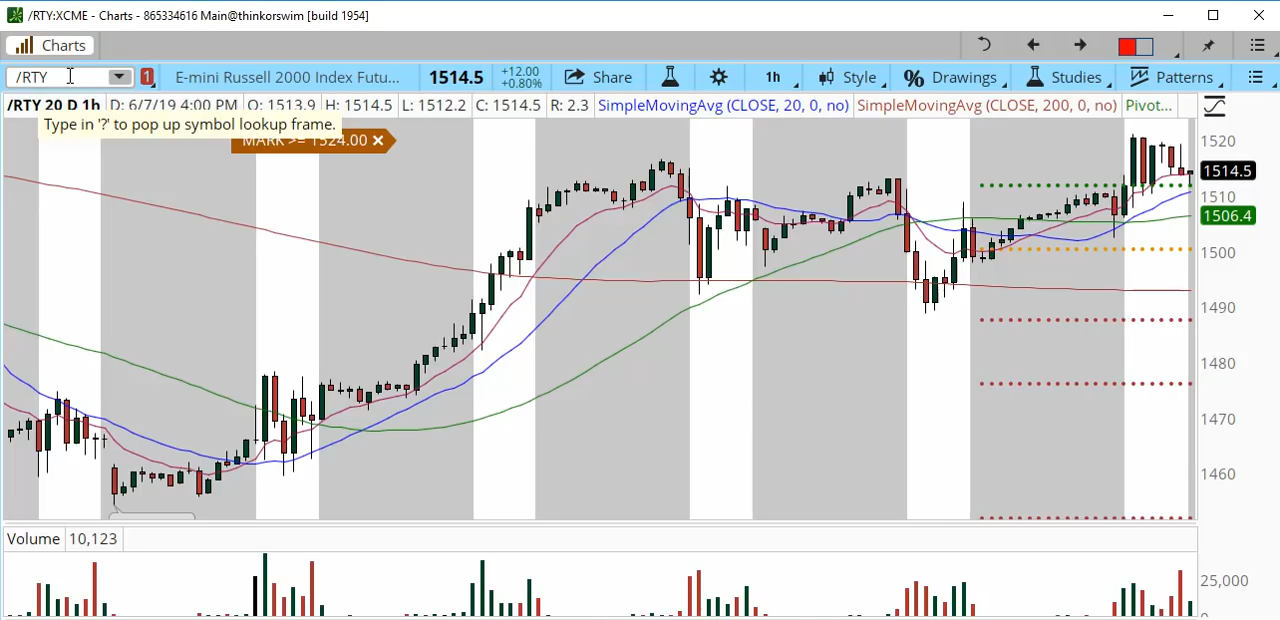 /RTY:XCME - Charts - 865334616 Main@thinkorswim [build 1954]
Charts
/RTY 1 E-mini Russell 2000 Index Futu... 1514.5 +12.00 +0.80% Share 1h Style Drawings Studies Patterns
/RTY 20 D 1h D: 6/7/19 4:00 PM O: 1513.9 H: 1514.5 L: 1512.2 C: 1514.5 R: 2.3 SimpleMovingAvg (CLOSE, 20, 0, no) SimpleMovingAvg (CLOSE, 200, 0, no) Pivot...
Type in '?' to pop up symbol lookup frame.
MARK >= 1524.00
1520
1514.5
1510
1506.4
1500
1490
1480
1470
1460
Volume 10,123
25,000